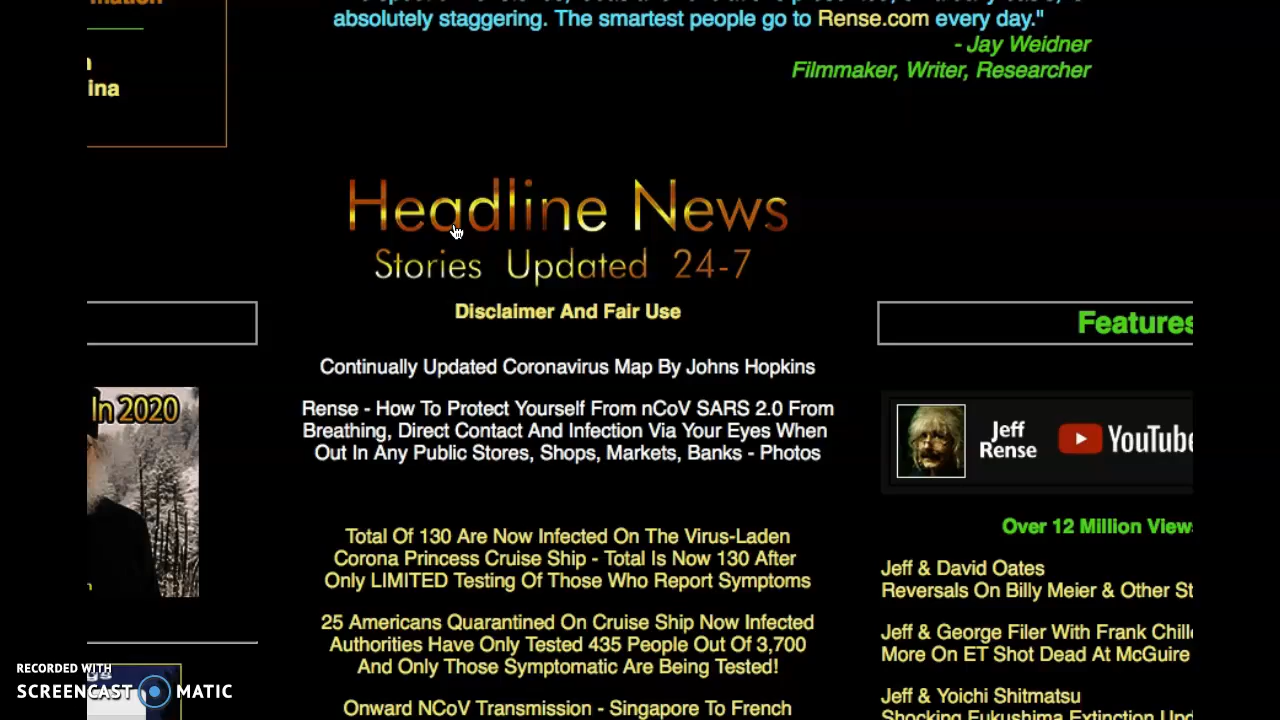 absolutely staggering. The smartest people go to Rense.com every day."
- Jay Weidner
Filmmaker, Writer, Researcher
ina
Headline News
Stories Updated 24-7
Disclaimer And Fair Use
Features
Continually Updated Coronavirus Map By Johns Hopkins
In 2020
Rense - How To Protect Yourself From nCoV SARS 2.0 From
Breathing, Direct Contact And Infection Via Your Eyes When
Out In Any Public Stores, Shops, Markets, Banks - Photos
Jeff
Rense
YouTube
Over 12 Million Views
Total Of 130 Are Now Infected On The Virus-Laden
Corona Princess Cruise Ship - Total Is Now 130 After
Only LIMITED Testing Of Those Who Report Symptoms
Jeff & David Oates
Reversals On Billy Meier & Other St
25 Americans Quarantined On Cruise Ship Now Infected
Authorities Have Only Tested 435 People Out Of 3,700
And Only Those Symptomatic Are Being Tested!
Jeff & George Filer With Frank Chill
More On ET Shot Dead At McGuire
Onward NCoV Transmission - Singapore To French
Jeff & Yoichi Shitmatsu
Shocking Fukushima Extinction Upd
RECORDED WITH
SCREENCAST MATIC